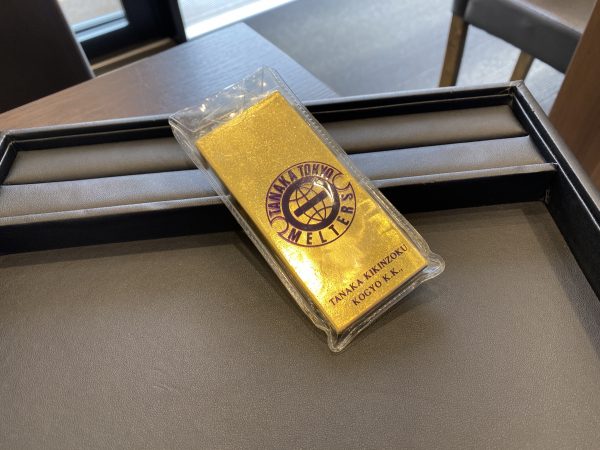 TANAKA TOKYO
MELTERS
TANAKA KIKINZOKU
KOGYO K.K.,